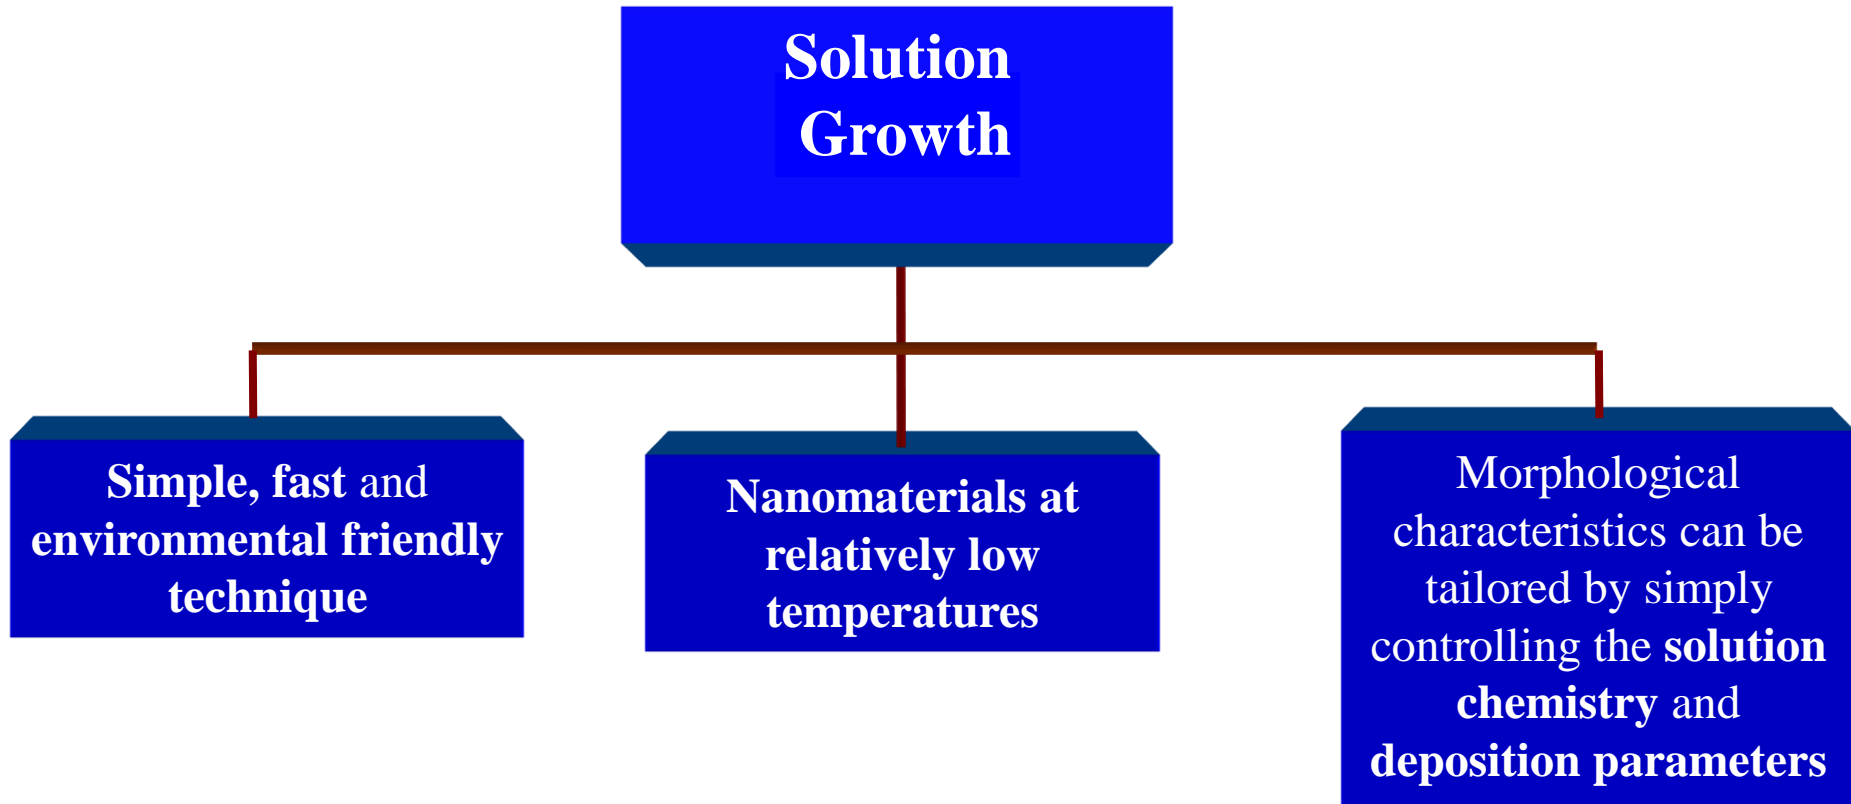 Solution
Growth
Simple, fast and
environmental friendly
technique
Nanomaterials at
relatively low
temperatures
Morphological
characteristics can be
tailored by simply
controlling the solution
chemistry and
deposition parameters